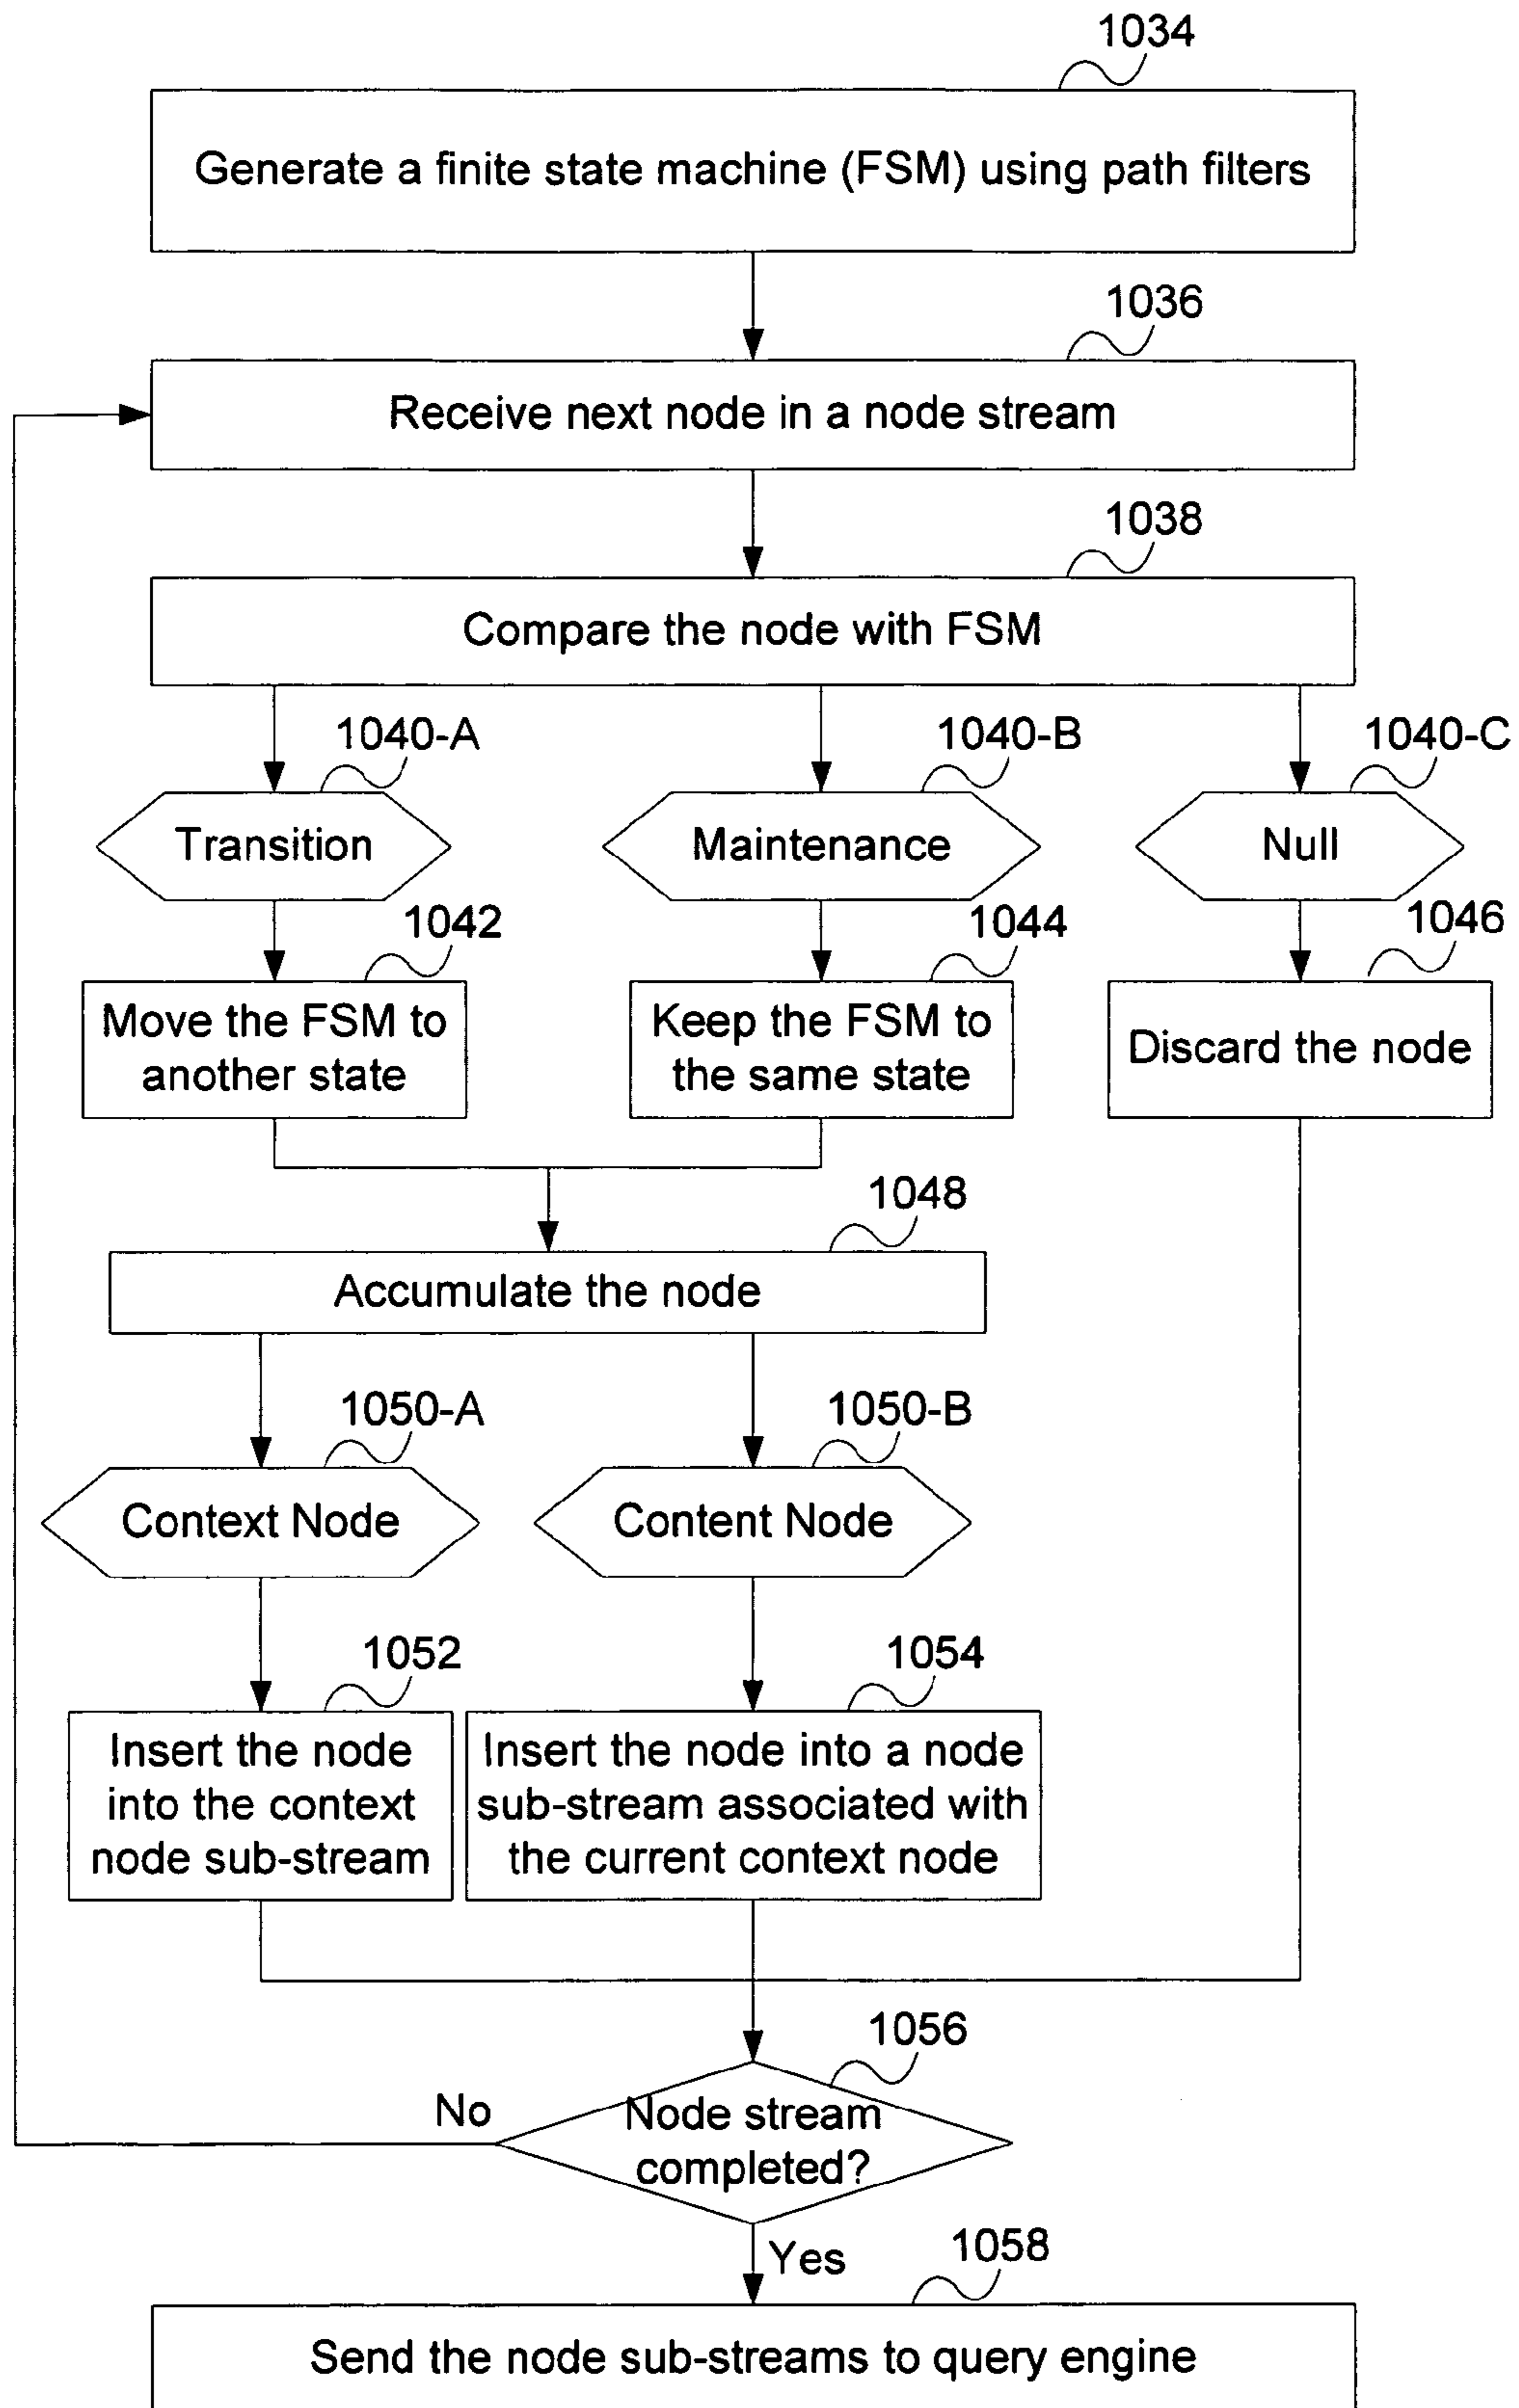 1034
Generate a finite state machine (FSM) using path filters
1036
Receive next node in a node stream
1038
Compare the node with FSM
1040-A
1040-B
1040-C
Transition
Maintenance
Null
1042
1044
1046
Move the FSM to
another state
Keep the FSM to
the same state
Discard the node
1048
Accumulate the node
1050-A
1050-B
Context Node
Content Node
1052
1054
Insert the node
into the context
node sub-stream
Insert the node into a node
sub-stream associated with
the current context node
1056
No
Node stream
completed?
Yes
1058
Send the node sub-streams to query engine